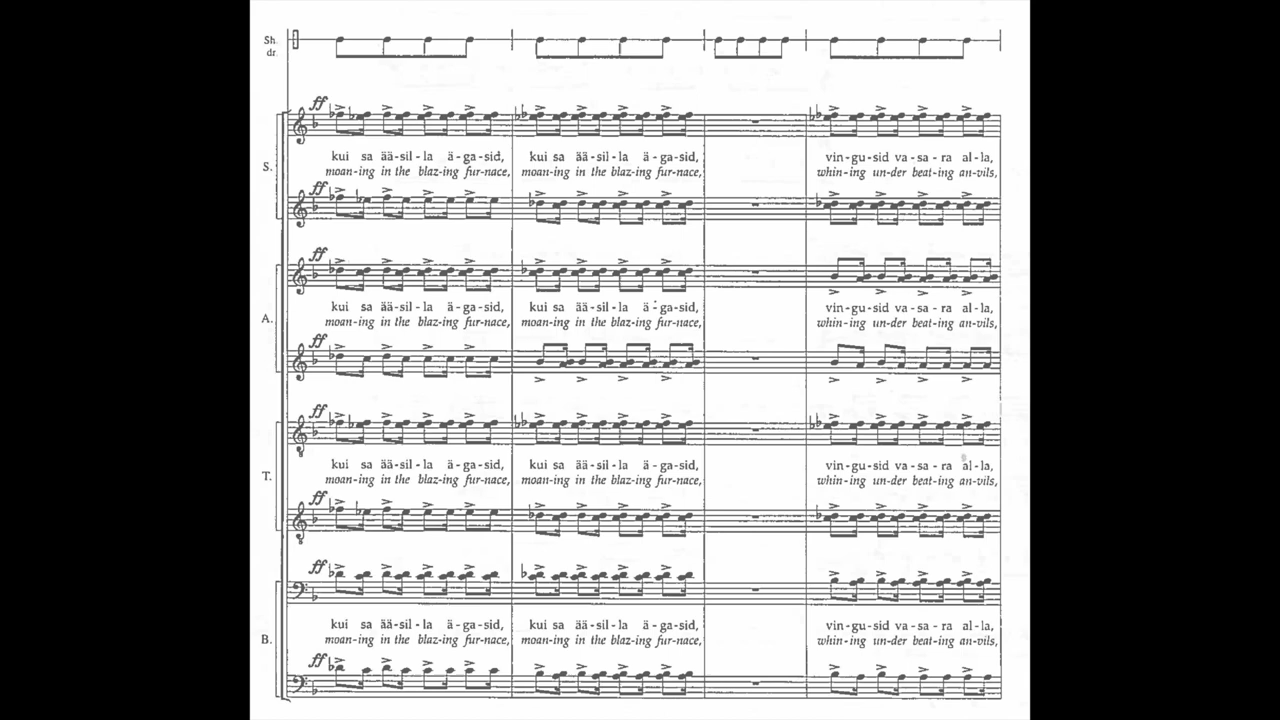 Sh.
dr.
ff
S.
kui sa ää-sil-la ä-ga-sid, kui sa ää-sil-la ä-ga-sid, vin-gu-sid va-sa-ra al-la,
moan-ing in the blaz-ing fur-nace, moan-ing in the blaz-ing fur-nace, whin-ing un-der beat-ing an-vils,
ff
ff
A.
kui sa ää-sil-la ä-ga-sid, kui sa ää-sil-la ä-ga-sid, vin-gu-sid va-sa-ra al-la,
moan-ing in the blaz-ing fur-nace, moan-ing in the blaz-ing fur-nace, whin-ing un-der beat-ing an-vils,
ff
T.
kui sa ää-sil-la ä-ga-sid, kui sa ää-sil-la ä-ga-sid, vin-gu-sid va-sa-ra al-la,
moan-ing in the blaz-ing fur-nace, moan-ing in the blaz-ing fur-nace, whin-ing un-der beat-ing an-vils,
ff
ff
B.
kui sa ää-sil-la ä-ga-sid, kui sa ää-sil-la ä-ga-sid, vin-gu-sid va-sa-ra al-la,
moan-ing in the blaz-ing fur-nace, moan-ing in the blaz-ing fur-nace, whin-ing un-der beat-ing an-vils,
ff